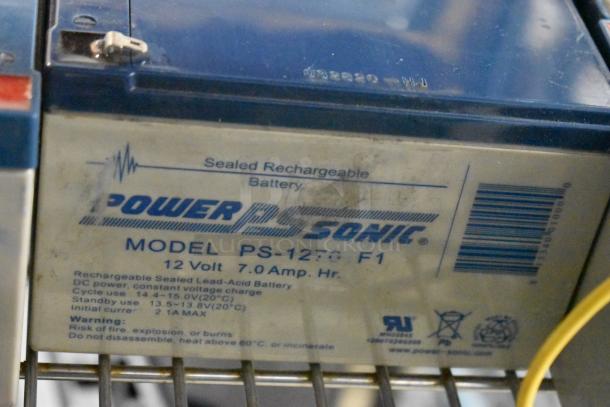 Sealed Rechargeable
Battery
POWER PS SONIC®
MODEL PS-1270 F1
12 Volt 7.0 Amp. Hr.
Rechargeable Sealed Lead-Acid Battery
DC power, constant voltage charge
Cycle use 14.4-15.0V(20°C)
Standby use 13.5-13.8V(20°C)
Initial current 2.1A MAX
Warning:
Risk of fire, explosion, or burns
Do not disassemble, heat above 60°C, or incinerate
Pb
www.power-sonic.com